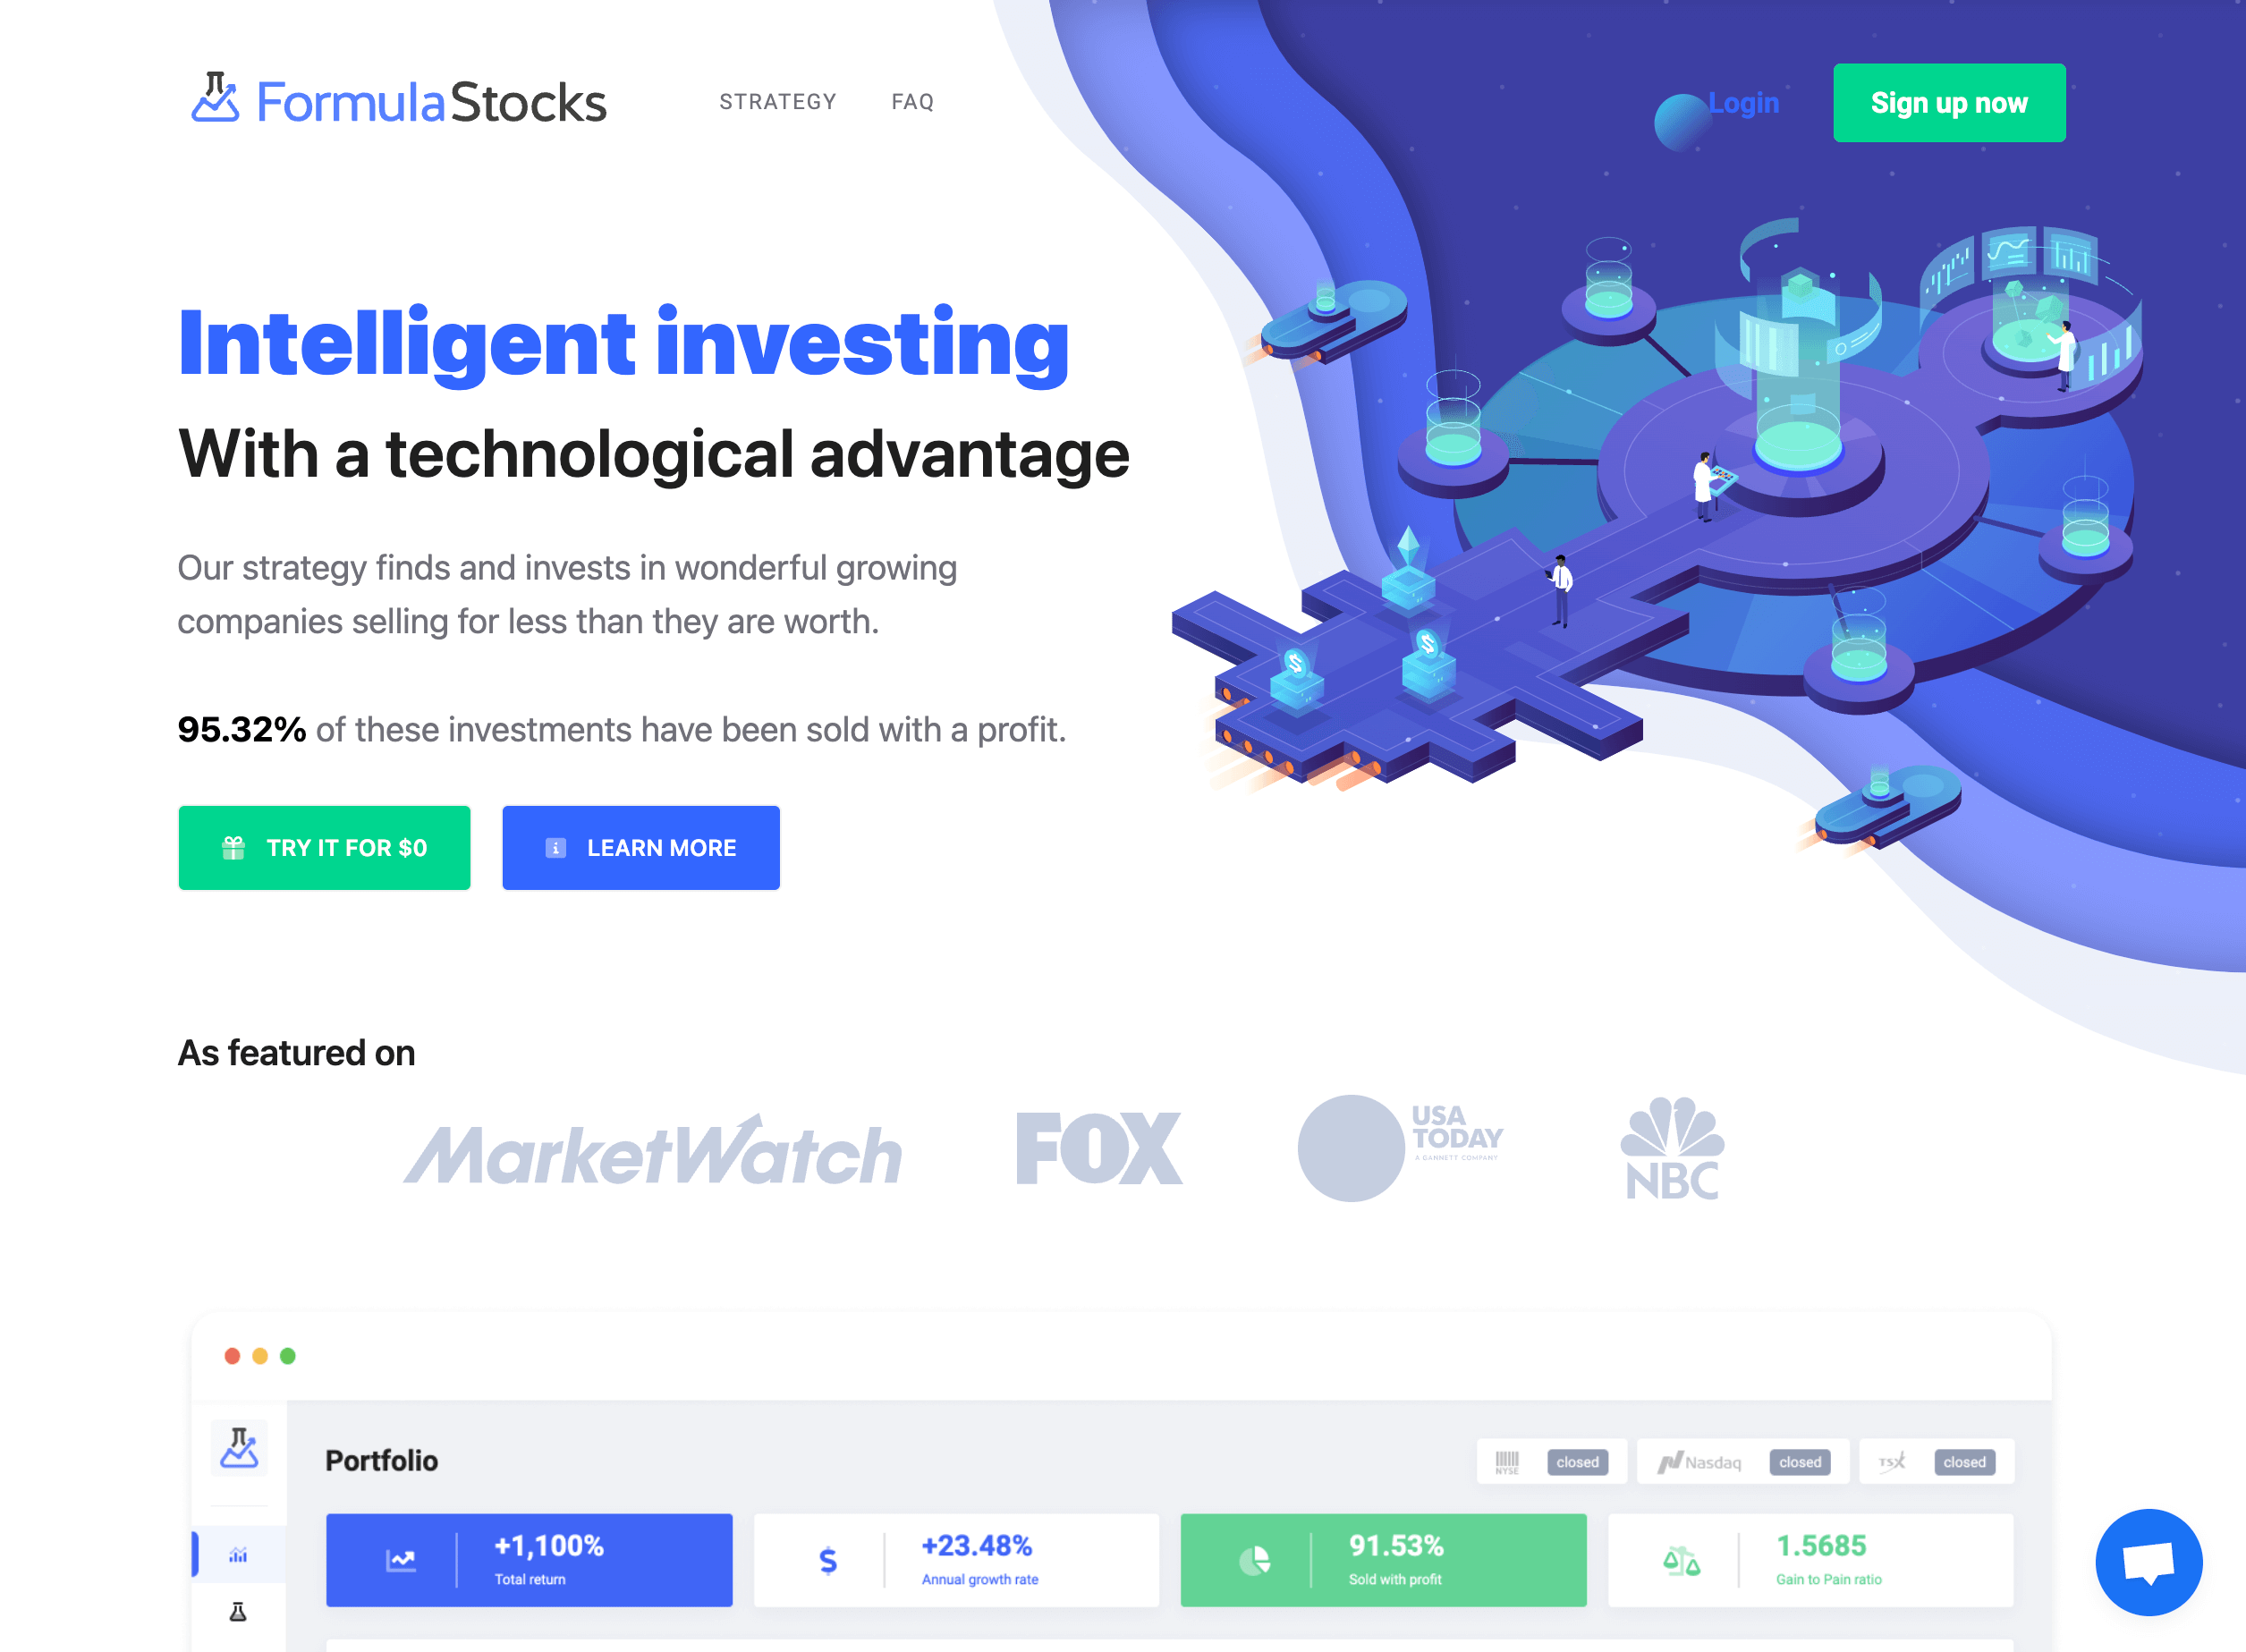 FormulaStocks
STRATEGY
FAQ
Login
Sign up now
Intelligent investing
With a technological advantage
Our strategy finds and invests in wonderful growing
companies selling for less than they are worth.
95.32% of these investments have been sold with a profit.
TRY IT FOR $0
LEARN MORE
As featured on
MarketWatch
FOX
USA
TODAY
A GANNETT COMPANY
NBC
Portfolio
NYSE
closed
Nasdaq
closed
TSX
closed
+1,100%
Total return
$
+23.48%
Annual growth rate
91.53%
Sold with profit
1.5685
Gain to Pain ratio